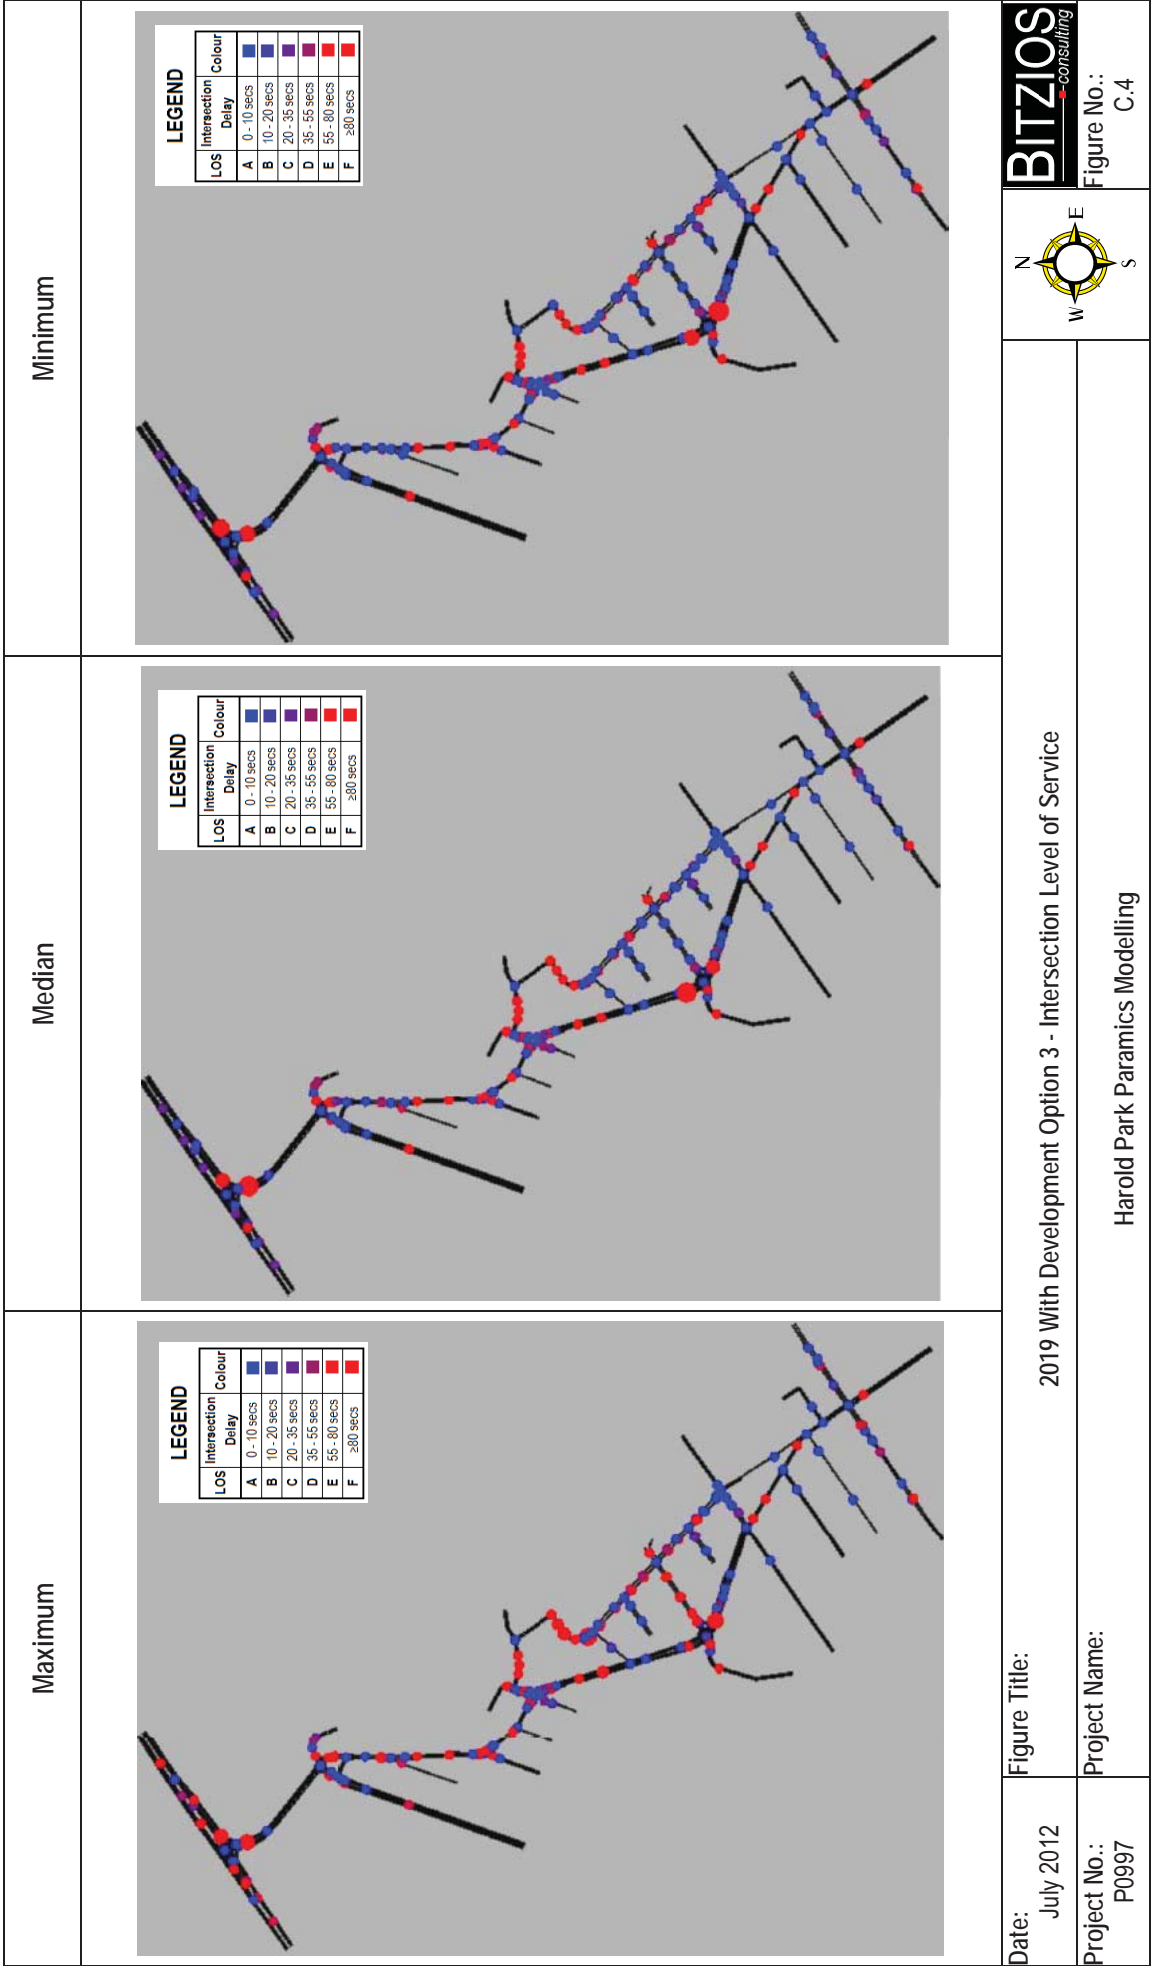 Maximum
Median
Minimum
LEGEND
LOS Intersection Delay Colour
A 0 - 10 secs
B 10 - 20 secs
C 20 - 35 secs
D 35 - 55 secs
E 55 - 80 secs
F ≥80 secs
LEGEND
LOS Intersection Delay Colour
A 0 - 10 secs
B 10 - 20 secs
C 20 - 35 secs
D 35 - 55 secs
E 55 - 80 secs
F ≥80 secs
LEGEND
LOS Intersection Delay Colour
A 0 - 10 secs
B 10 - 20 secs
C 20 - 35 secs
D 35 - 55 secs
E 55 - 80 secs
F ≥80 secs
Date:
July 2012
Figure Title:
2019 With Development Option 3 - Intersection Level of Service
Project No.:
P0997
Project Name:
Harold Park Paramics Modelling
N
W E
S
BITZIOS
consulting
Figure No.:
C.4